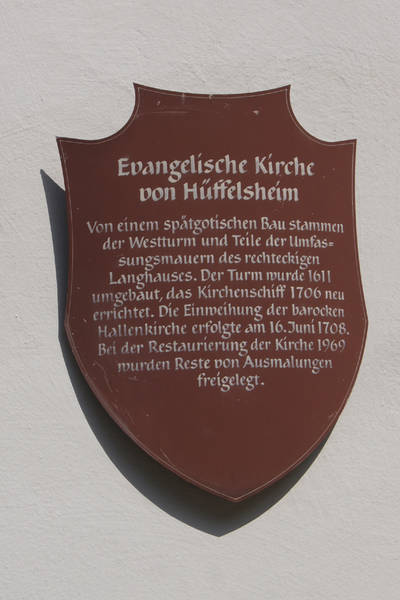 Evangelische Kirche
von Hüffelsheim
Von einem spätgotischen Bau stammen
der Westturm und Teile der Umfas=
sungsmauern des rechteckigen
Langhauses. Der Turm wurde 1611
umgebaut, das Kirchenschiff 1706 neu
errichtet. Die Einweihung der barocken
Hallenkirche erfolgte am 16. Juni 1708.
Bei der Restaurierung der Kirche 1969
wurden Reste von Ausmalungen
freigelegt.